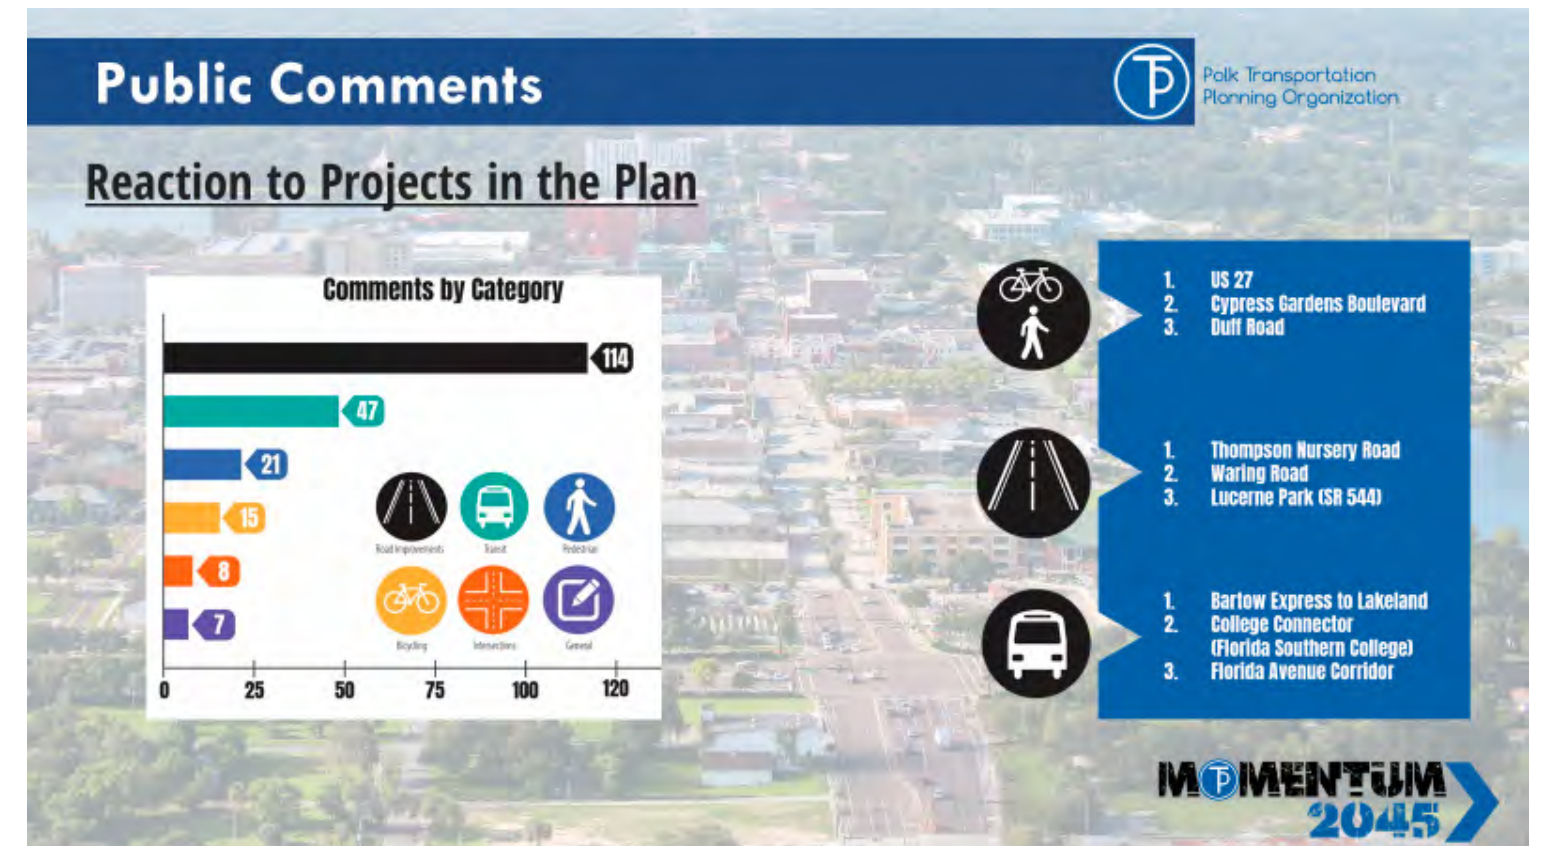 Public Comments
Polk Transportation
Planning Organization
Reaction to Projects in the Plan
Comments by Category
114
47
21
15
8
7
Road Improvements
Transit
Pedestrian
Bicycling
Intersections
General
0 25 50 75 100 120
1. US 27
2. Cypress Gardens Boulevard
3. Duff Road
1. Thompson Nursery Road
2. Waring Road
3. Lucerne Park (SR 544)
1. Bartow Express to Lakeland
2. College Connector
(Florida Southern College)
3. Florida Avenue Corridor
MOMENTUM
2045